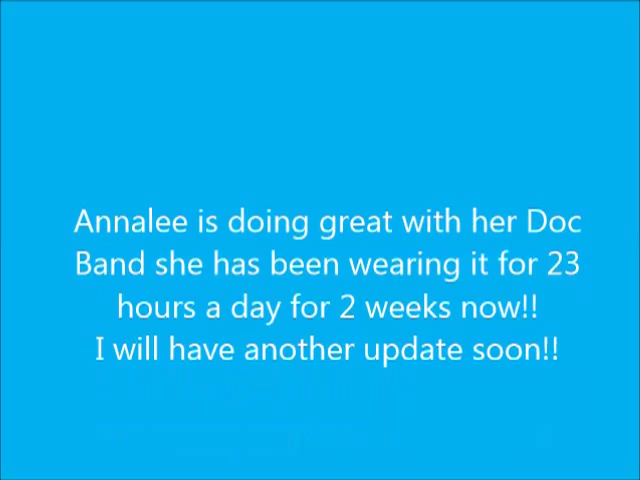 Annalee is doing great with her Doc
Band she has been wearing it for 23
hours a day for 2 weeks now!!
I will have another update soon!!